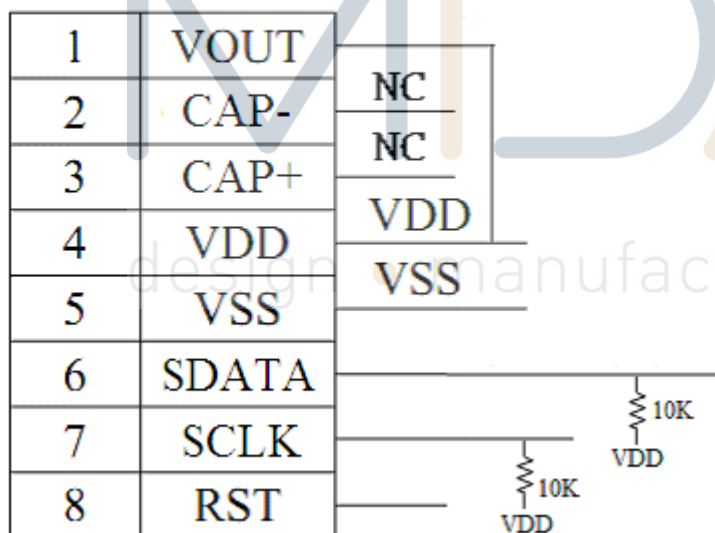 1 VOUT
NC
2 CAP-
NC
3 CAP+
VDD
4 VDD
design manufac
VSS
5 VSS
6 SDATA
10K
VDD
7 SCLK
10K
VDD
8 RST